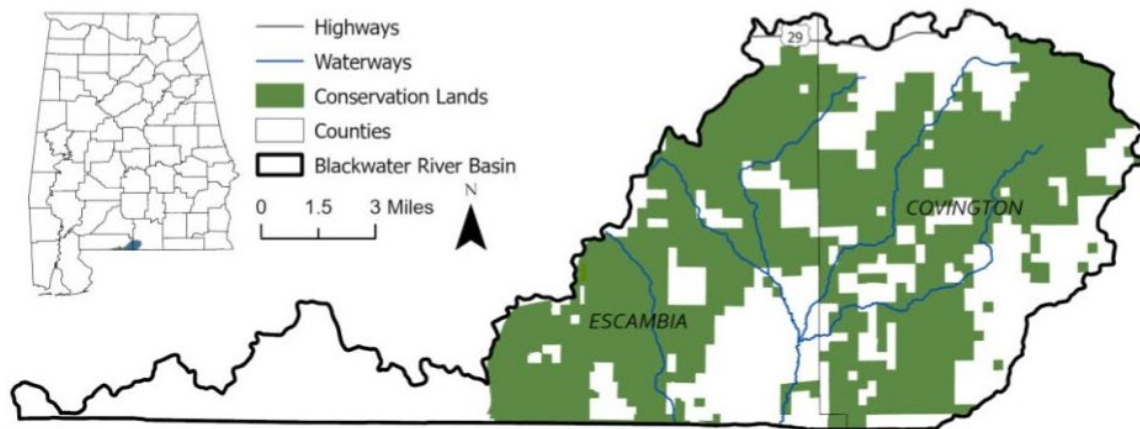 Highways
Waterways
Conservation Lands
Counties
Blackwater River Basin
0 1.5 3 Miles
N
29
COVINGTON
ESCAMBIA